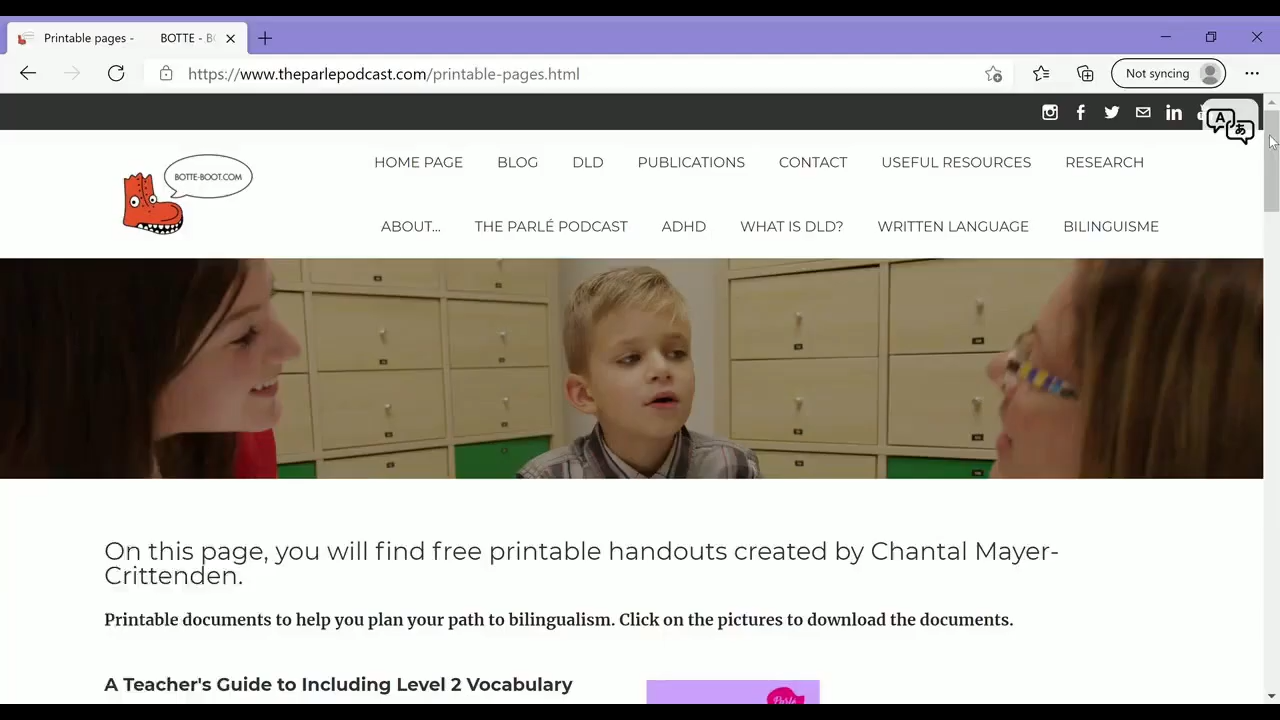 Printable pages - BOTTE - BO
https://www.theparlepodcast.com/printable-pages.html
Not syncing
BOTTE-BOOT.COM
HOME PAGE BLOG DLD PUBLICATIONS CONTACT USEFUL RESOURCES RESEARCH
ABOUT... THE PARLÉ PODCAST ADHD WHAT IS DLD? WRITTEN LANGUAGE BILINGUISME
A あ
On this page, you will find free printable handouts created by Chantal Mayer-
Crittenden.
Printable documents to help you plan your path to bilingualism. Click on the pictures to download the documents.
A Teacher's Guide to Including Level 2 Vocabulary
Parle